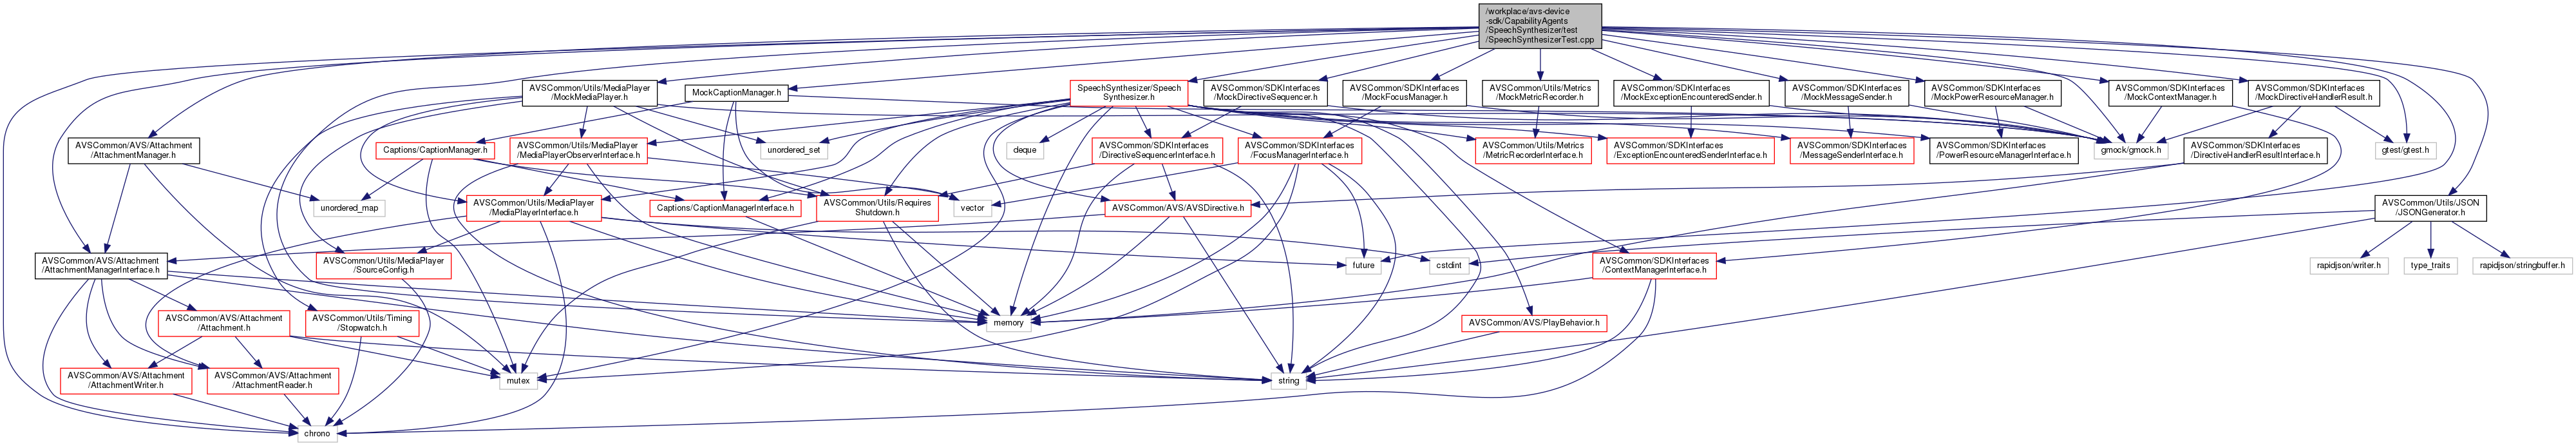 /workplace/avs-device
-sdk/CapabilityAgents
/SpeechSynthesizer/test
/SpeechSynthesizerTest.cpp
AVSCommon/Utils/MediaPlayer
/MockMediaPlayer.h
MockCaptionManager.h
SpeechSynthesizer/Speech
Synthesizer.h
AVSCommon/SDKInterfaces
/MockDirectiveSequencer.h
AVSCommon/SDKInterfaces
/MockFocusManager.h
AVSCommon/Utils/Metrics
/MockMetricRecorder.h
AVSCommon/SDKInterfaces
/MockExceptionEncounteredSender.h
AVSCommon/SDKInterfaces
/MockMessageSender.h
AVSCommon/SDKInterfaces
/MockPowerResourceManager.h
AVSCommon/SDKInterfaces
/MockContextManager.h
AVSCommon/SDKInterfaces
/MockDirectiveHandlerResult.h
AVSCommon/AVS/Attachment
/AttachmentManager.h
Captions/CaptionManager.h
AVSCommon/Utils/MediaPlayer
/MediaPlayerObserverInterface.h
unordered_set
deque
AVSCommon/SDKInterfaces
/DirectiveSequencerInterface.h
AVSCommon/SDKInterfaces
/FocusManagerInterface.h
AVSCommon/Utils/Metrics
/MetricRecorderInterface.h
AVSCommon/SDKInterfaces
/ExceptionEncounteredSenderInterface.h
AVSCommon/SDKInterfaces
/MessageSenderInterface.h
AVSCommon/SDKInterfaces
/PowerResourceManagerInterface.h
gmock/gmock.h
AVSCommon/SDKInterfaces
/DirectiveHandlerResultInterface.h
gtest/gtest.h
unordered_map
AVSCommon/Utils/MediaPlayer
/MediaPlayerInterface.h
Captions/CaptionManagerInterface.h
AVSCommon/Utils/Requires
Shutdown.h
vector
AVSCommon/AVS/AVSDirective.h
AVSCommon/Utils/JSON
/JSONGenerator.h
AVSCommon/AVS/Attachment
/AttachmentManagerInterface.h
AVSCommon/Utils/MediaPlayer
/SourceConfig.h
future
cstdint
AVSCommon/SDKInterfaces
/ContextManagerInterface.h
rapidjson/writer.h
type_traits
rapidjson/stringbuffer.h
AVSCommon/AVS/Attachment
/Attachment.h
AVSCommon/Utils/Timing
/Stopwatch.h
memory
AVSCommon/AVS/PlayBehavior.h
AVSCommon/AVS/Attachment
/AttachmentWriter.h
AVSCommon/AVS/Attachment
/AttachmentReader.h
mutex
string
chrono